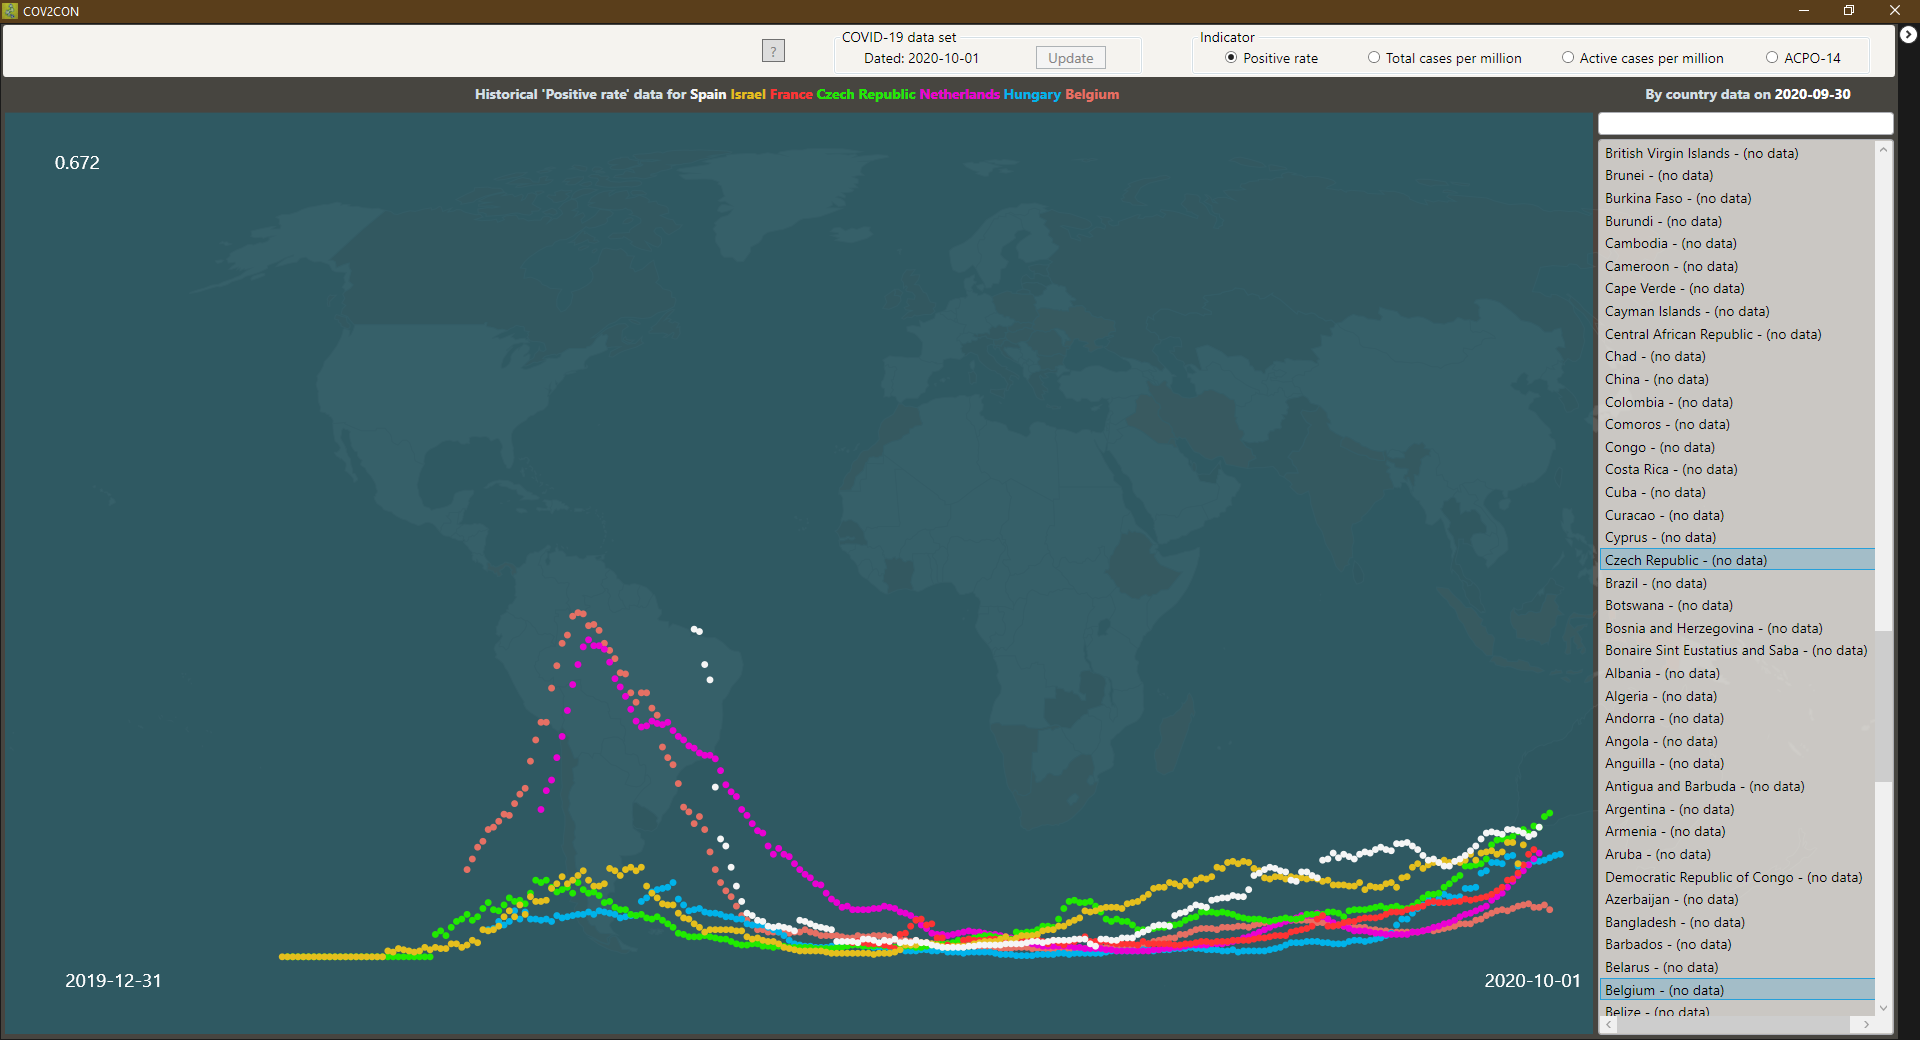 COV2CON
?
COVID-19 data set
Dated: 2020-10-01
Update
Indicator
Positive rate
Total cases per million
Active cases per million
ACPO-14
Historical 'Positive rate' data for Spain Israel France Czech Republic Netherlands Hungary Belgium
By country data on 2020-09-30
0.672
2019-12-31
2020-10-01
British Virgin Islands - (no data)
Brunei - (no data)
Burkina Faso - (no data)
Burundi - (no data)
Cambodia - (no data)
Cameroon - (no data)
Cape Verde - (no data)
Cayman Islands - (no data)
Central African Republic - (no data)
Chad - (no data)
China - (no data)
Colombia - (no data)
Comoros - (no data)
Congo - (no data)
Costa Rica - (no data)
Cuba - (no data)
Curacao - (no data)
Cyprus - (no data)
Czech Republic - (no data)
Brazil - (no data)
Botswana - (no data)
Bosnia and Herzegovina - (no data)
Bonaire Sint Eustatius and Saba - (no data)
Albania - (no data)
Algeria - (no data)
Andorra - (no data)
Angola - (no data)
Anguilla - (no data)
Antigua and Barbuda - (no data)
Argentina - (no data)
Armenia - (no data)
Aruba - (no data)
Democratic Republic of Congo - (no data)
Azerbaijan - (no data)
Bangladesh - (no data)
Barbados - (no data)
Belarus - (no data)
Belgium - (no data)
Belize - (no data)